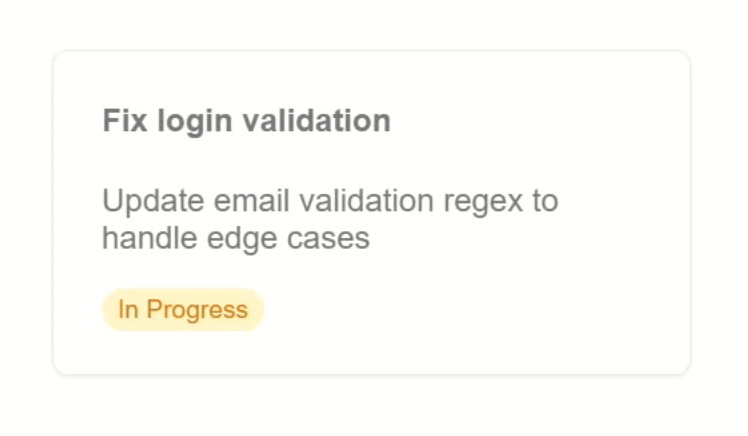 Fix login validation
Update email validation regex to
handle edge cases
In Progress